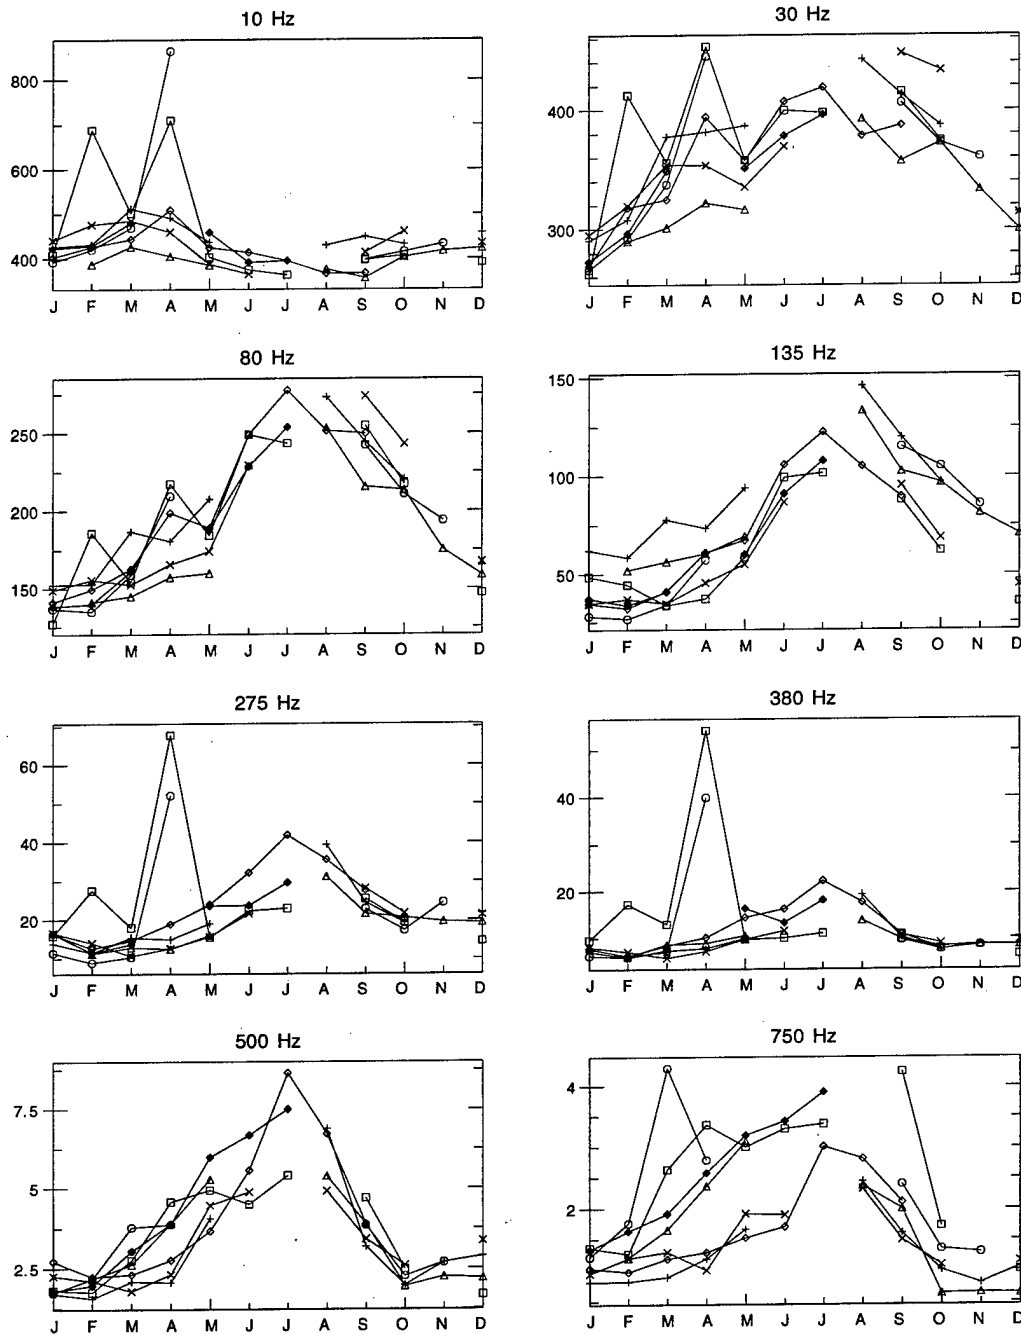 10 Hz
30 Hz
800
600
400
J F M A M J J A S O N D
400
300
J F M A M J J A S O N D
80 Hz
135 Hz
250
200
150
J F M A M J J A S O N D
150
100
50
J F M A M J J A S O N D
275 Hz
380 Hz
60
40
20
J F M A M J J A S O N D
40
20
J F M A M J J A S O N D
500 Hz
750 Hz
7.5
5
2.5
J F M A M J J A S O N D
4
2
J F M A M J J A S O N D